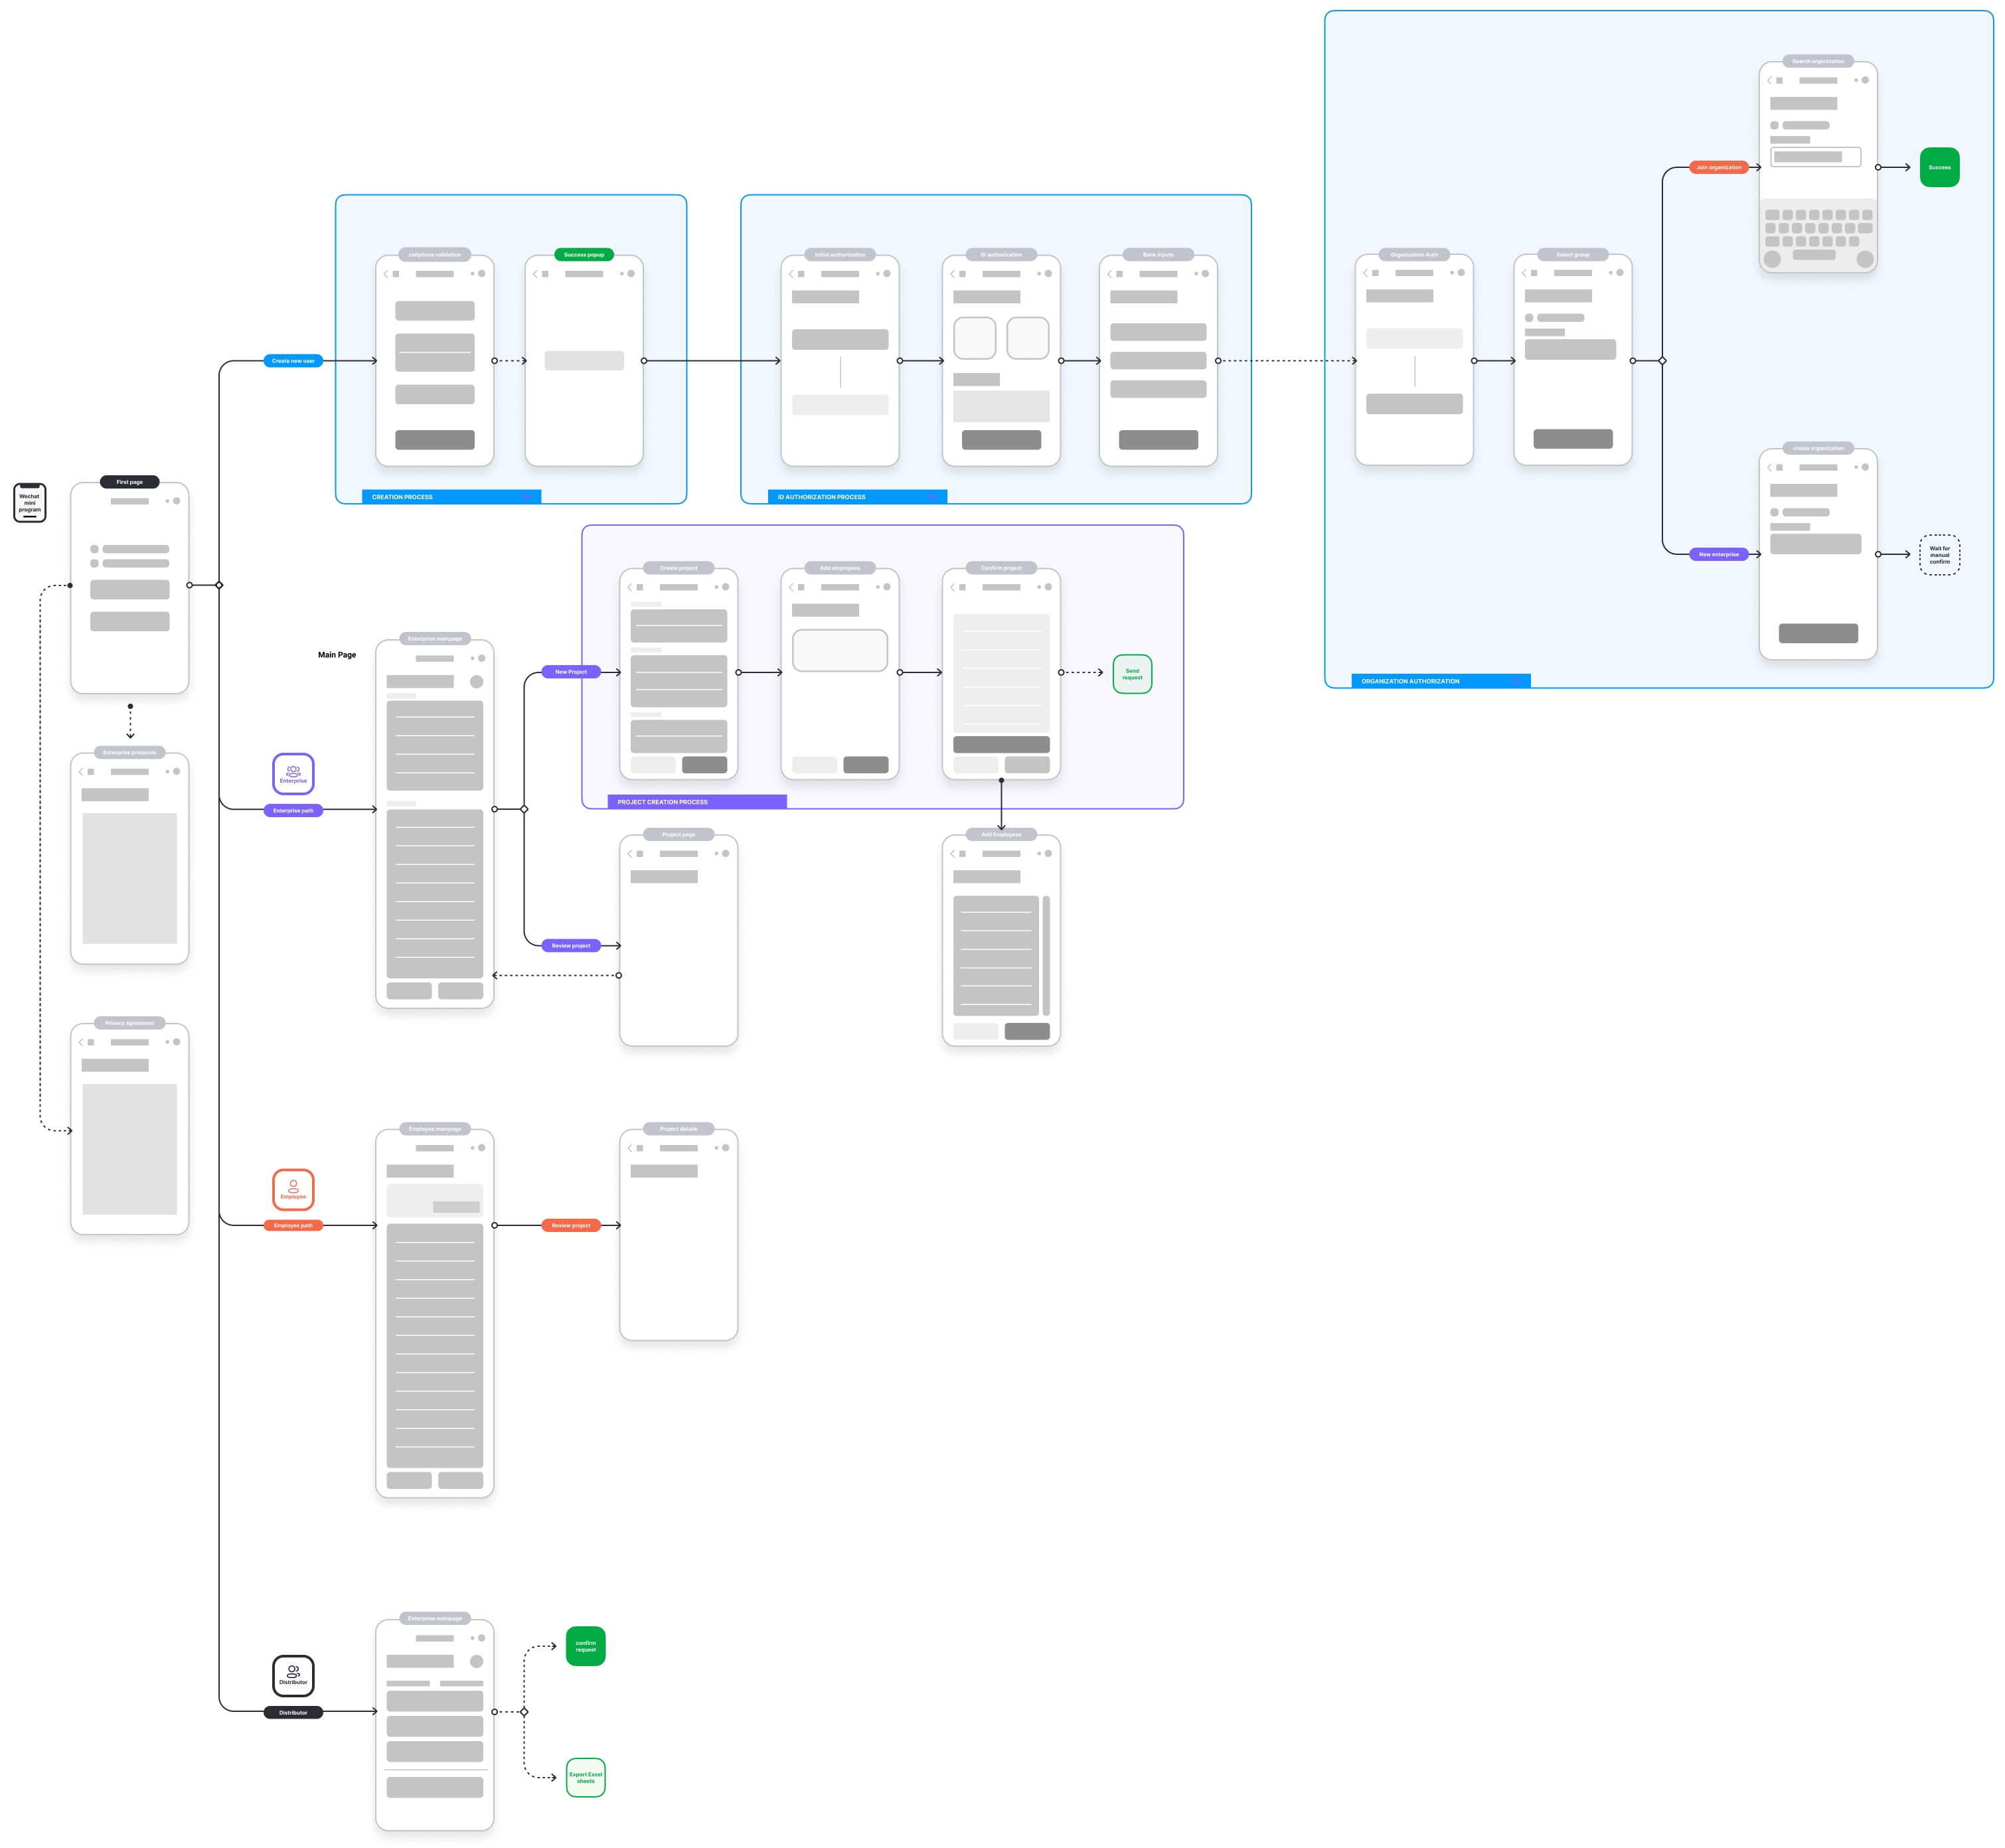 Search organization
Join organization
Success
cellphone validation
Success popup
Initial authorization
ID authorization
Bank inputs
Organization Auth
Select group
Create new user
create organization
Wechat
mini
program
First page
CREATION PROCESS
ID AUTHORIZATION PROCESS
New enterprise
Wait for
manual
confirm
Create project
Add employees
Confirm project
Enterprise mainpage
Main Page
New Project
Send
request
ORGANIZATION AUTHORIZATION
Enterprise protocals
Enterprise
Enterprise path
PROJECT CREATION PROCESS
Project page
Add Employees
Review project
Privacy agreement
Employee mainpage
Project details
Employee
Employee path
Review project
Enterprise mainpage
confirm
request
Distributor
Distributor
Export Excel
sheets